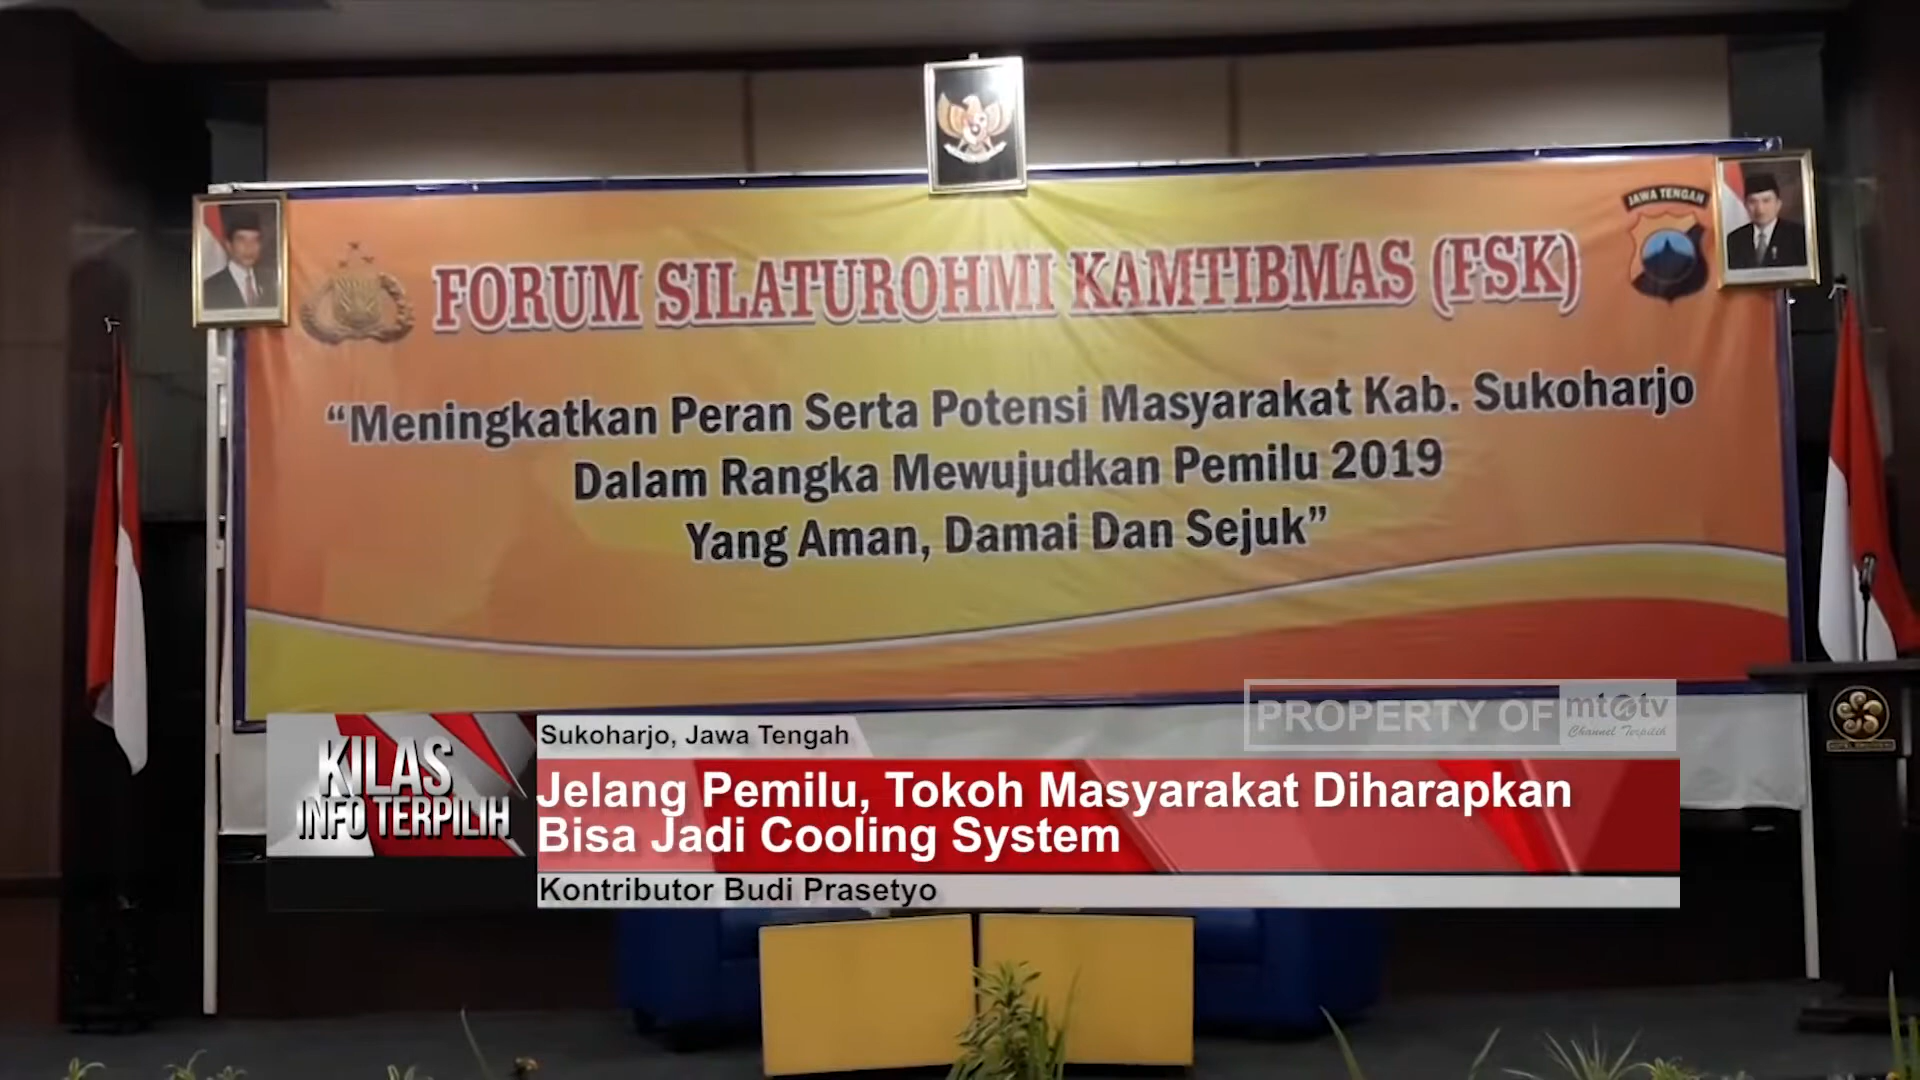 JAWA TENGAH
FORUM SILATUROHMI KAMTIBMAS (FSK)
“Meningkatkan Peran Serta Potensi Masyarakat Kab. Sukoharjo
Dalam Rangka Mewujudkan Pemilu 2019
Yang Aman, Damai Dan Sejuk”
PROPERTY OF mt@tv
Channel Terpilih
KILAS
INFO TERPILIH
Sukoharjo, Jawa Tengah
Jelang Pemilu, Tokoh Masyarakat Diharapkan
Bisa Jadi Cooling System
Kontributor Budi Prasetyo